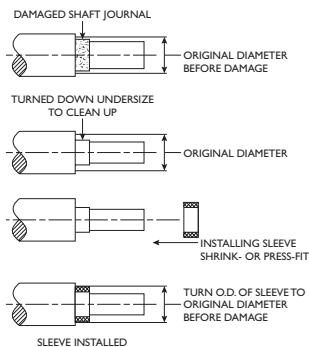 DAMAGED SHAFT JOURNAL
ORIGINAL DIAMETER
BEFORE DAMAGE
TURNED DOWN UNDERSIZE
TO CLEAN UP
ORIGINAL DIAMETER
INSTALLING SLEEVE
SHRINK- OR PRESS-FIT
TURN O.D. OF SLEEVE TO
ORIGINAL DIAMETER
BEFORE DAMAGE
SLEEVE INSTALLED